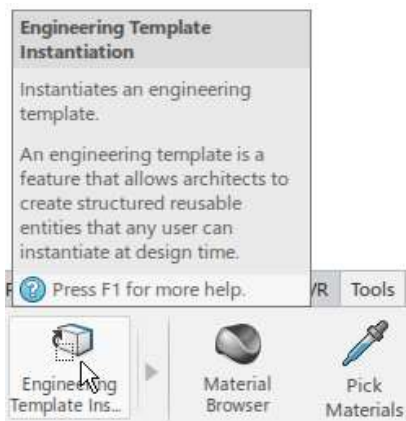 Engineering Template
Instantiation
Instantiates an engineering
template.
An engineering template is a
feature that allows architects to
create structured reusable
entities that any user can
instantiate at design time.
Press F1 for more help.
/R Tools
Engineering
Template Ins...
Material
Browser
Pick
Materials